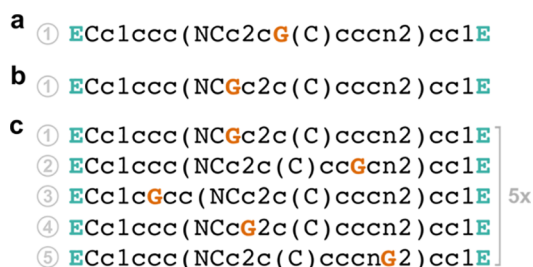 a ① ECc1ccc(NCc2cG(C)cccn2)cc1E
b ① ECc1ccc(NCGc2c(C)cccn2)cc1E
c ① ECc1ccc(NCGc2c(C)cccn2)cc1E
② ECc1ccc(NCc2c(C)ccGcn2)cc1E
③ ECc1cGcc(NCc2c(C)cccn2)cc1E 5x
④ ECc1ccc(NCcG2c(C)cccn2)cc1E
⑤ ECc1ccc(NCc2c(C)cccnG2)cc1E